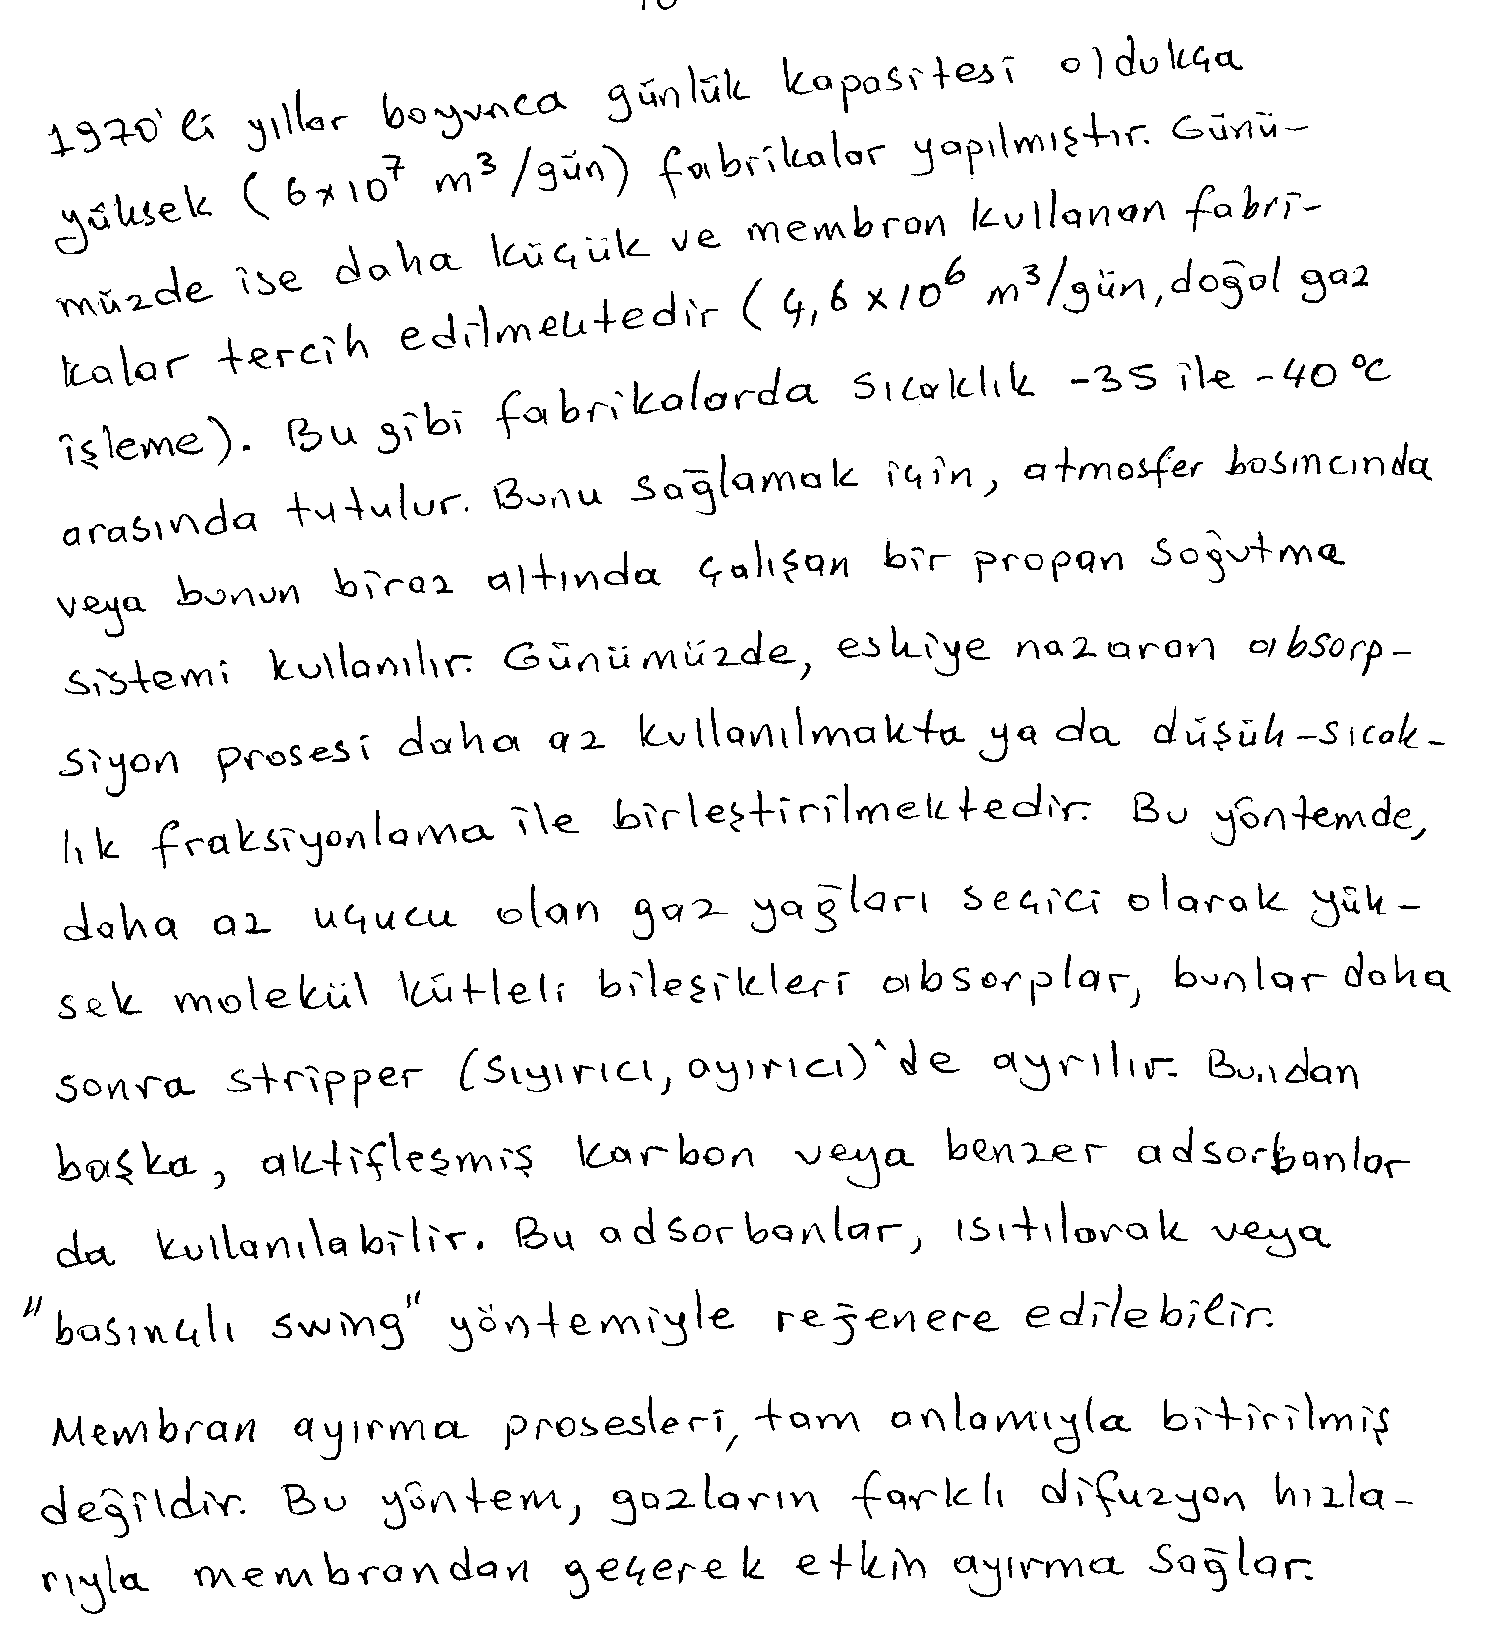 1970'li yıllar boyunca günlük kapasitesi oldukça
yüksek (6x10⁷ m³/gün) fabrikalar yapılmıştır. Günü-
müzde ise daha küçük ve membran kullanan fabri-
kalar tercih edilmektedir (4,6x10⁶ m³/gün, doğal gaz
işleme). Bu gibi fabrikalarda sıcaklık -35 ile -40 °C
arasında tutulur. Bunu sağlamak için, atmosfer basıncında
veya bunun biraz altında çalışan bir propan soğutma
sistemi kullanılır. Günümüzde, eskiye nazaran absorp-
siyon prosesi daha az kullanılmakta ya da düşük-sıcak-
lık fraksiyonlama ile birleştirilmektedir. Bu yöntemde,
daha az uçucu olan gaz yağları seçici olarak yük-
sek molekül kütleli bileşikleri absorplar, bunlar daha
sonra stripper (sıyırıcı, ayırıcı)'de ayrılır. Bundan
başka, aktifleşmiş karbon veya benzer adsorbanlar
da kullanılabilir. Bu adsorbanlar, ısıtılarak veya
"basınçlı swing" yöntemiyle rejenere edilebilir.
Membran ayırma prosesleri, tam anlamıyla bitirilmiş
değildir. Bu yöntem, gazların farklı difuzyon hızla-
rıyla membrandan geçerek etkin ayırma sağlar.